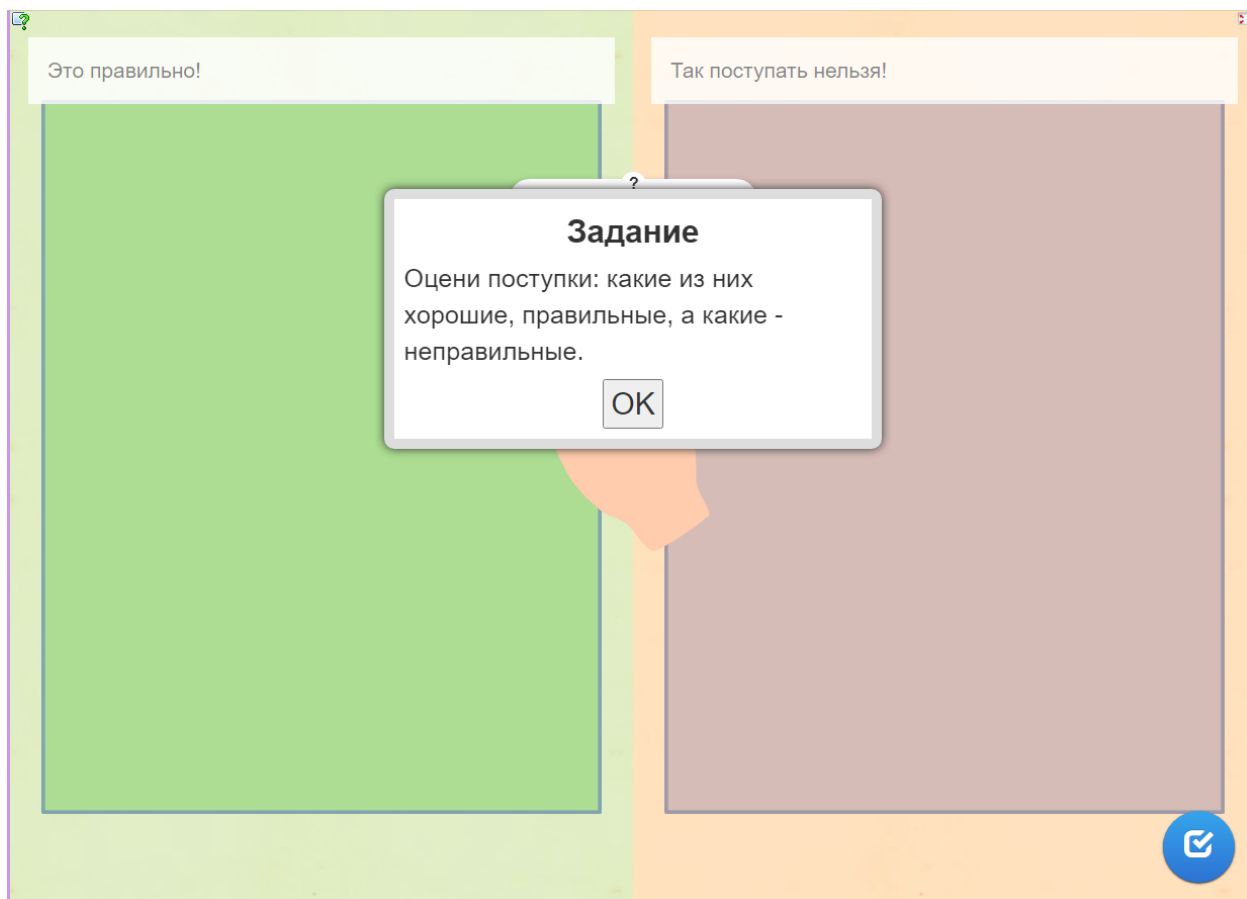 Это правильно!
Так поступать нельзя!
?
Задание
Оцени поступки: какие из них
хорошие, правильные, а какие -
неправильные.
OK